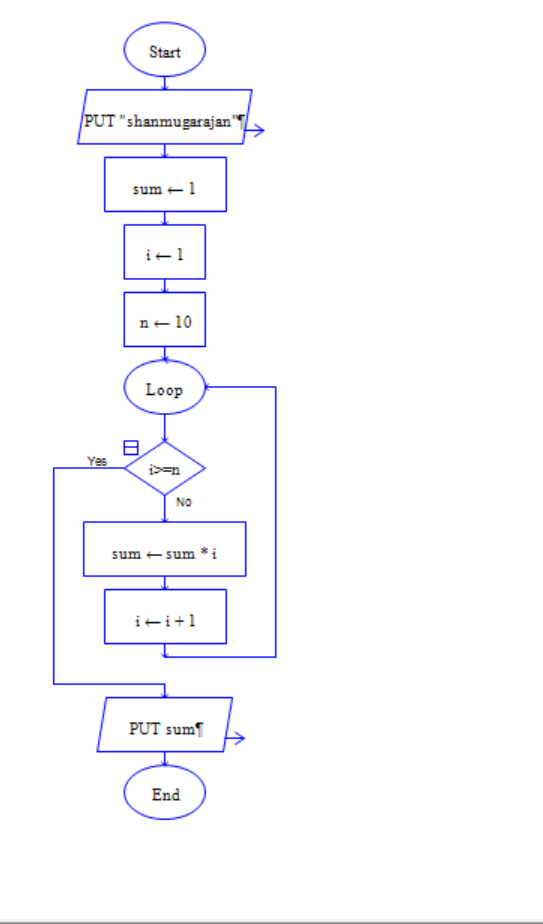 Start
PUT "shanmugarajan"¶
sum ← 1
i ← 1
n ← 10
Loop
Yes
i>=n
No
sum ← sum * i
i ← i + 1
PUT sum¶
End